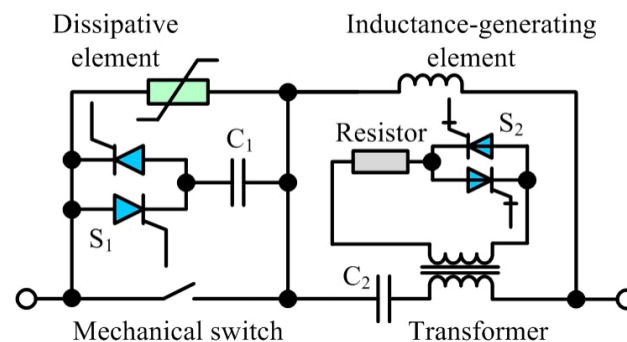 Dissipative
element
Inductance-generating
element
C1
Resistor
S2
S1
C2
Mechanical switch
Transformer